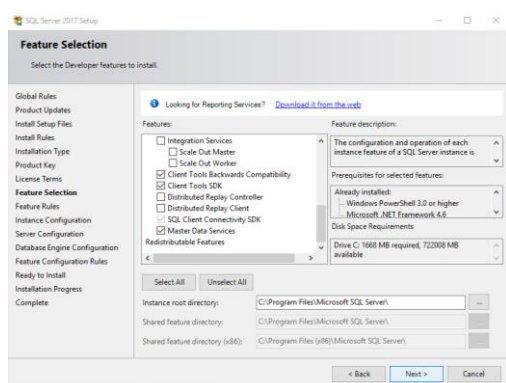 SQL Server 2017 Setup
Feature Selection
Select the Developer features to install.
Global Rules
Product Updates
Install Setup Files
Install Rules
Installation Type
Product Key
License Terms
Feature Selection
Feature Rules
Instance Configuration
Server Configuration
Database Engine Configuration
Feature Configuration Rules
Ready to Install
Installation Progress
Complete
Looking for Reporting Services? Download it from the web
Features:
Integration Services
Scale Out Master
Scale Out Worker
Client Tools Backwards Compatibility
Client Tools SDK
Distributed Replay Controller
Distributed Replay Client
SQL Client Connectivity SDK
Master Data Services
Redistributable Features
Feature description:
The configuration and operation of each
instance feature of a SQL Server instance is
Prerequisites for selected features:
Already installed:
Windows PowerShell 3.0 or higher
Microsoft .NET Framework 4.6
Disk Space Requirements
Drive C: 1668 MB required, 722008 MB
available
Select All
Unselect All
Instance root directory:
C:\Program Files\Microsoft SQL Server\
...
Shared feature directory:
C:\Program Files\Microsoft SQL Server\
Shared feature directory (x86):
C:\Program Files (x86)\Microsoft SQL Server\
< Back
Next >
Cancel